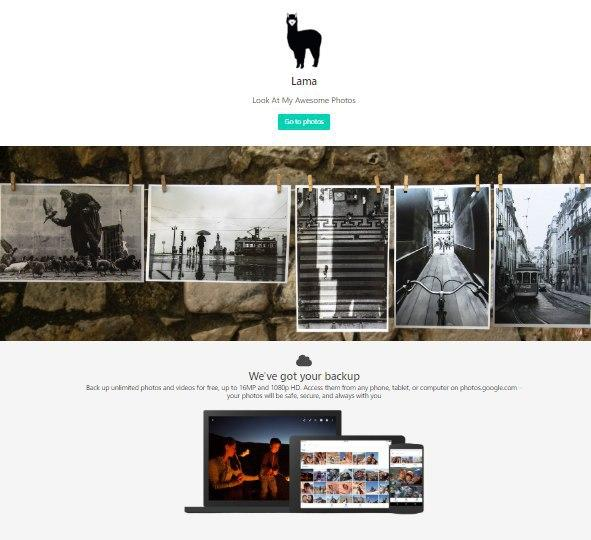 Lama
Look At My Awesome Photos
Go to photos
We've got your backup
Back up unlimited photos and videos for free, up to 16MP and 1080p HD. Access them from any phone, tablet, or computer on photos.google.com -
your photos will be safe, secure, and always with you